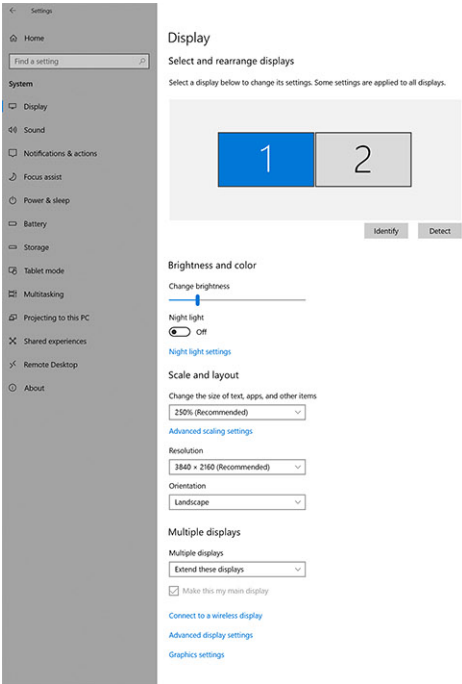 Settings
Home
Find a setting
System
Display
Sound
Notifications & actions
Focus assist
Power & sleep
Battery
Storage
Tablet mode
Multitasking
Projecting to this PC
Shared experiences
Remote Desktop
About
Display
Select and rearrange displays
Select a display below to change its settings. Some settings are applied to all displays.
1
2
Identify
Detect
Brightness and color
Change brightness
Night light
Off
Night light settings
Scale and layout
Change the size of text, apps, and other items
250% (Recommended)
Advanced scaling settings
Resolution
3840 × 2160 (Recommended)
Orientation
Landscape
Multiple displays
Multiple displays
Extend these displays
Make this my main display
Connect to a wireless display
Advanced display settings
Graphics settings